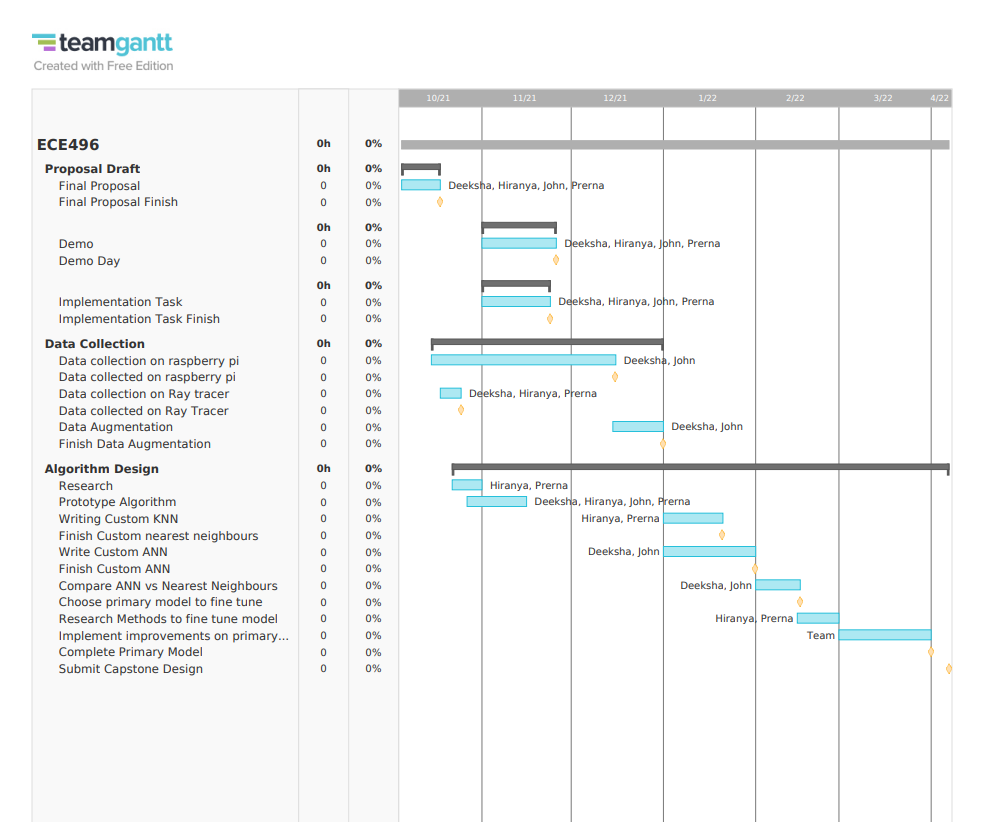 teamgantt
Created with Free Edition
10/21 11/21 12/21 1/22 2/22 3/22 4/22
ECE496 0h 0%
Proposal Draft 0h 0%
Final Proposal 0 0% Deeksha, Hiranya, John, Prerna
Final Proposal Finish 0 0%
0h 0%
Demo 0 0% Deeksha, Hiranya, John, Prerna
Demo Day 0 0%
0h 0%
Implementation Task 0 0% Deeksha, Hiranya, John, Prerna
Implementation Task Finish 0 0%
Data Collection 0h 0%
Data collection on raspberry pi 0 0% Deeksha, John
Data collected on raspberry pi 0 0%
Data collection on Ray tracer 0 0% Deeksha, Hiranya, Prerna
Data collected on Ray Tracer 0 0%
Data Augmentation 0 0% Deeksha, John
Finish Data Augmentation 0 0%
Algorithm Design 0h 0%
Research 0 0% Hiranya, Prerna
Prototype Algorithm 0 0% Deeksha, Hiranya, John, Prerna
Writing Custom KNN 0 0% Hiranya, Prerna
Finish Custom nearest neighbours 0 0%
Write Custom ANN 0 0% Deeksha, John
Finish Custom ANN 0 0%
Compare ANN vs Nearest Neighbours 0 0% Deeksha, John
Choose primary model to fine tune 0 0%
Research Methods to fine tune model 0 0% Hiranya, Prerna
Implement improvements on primary... 0 0% Team
Complete Primary Model 0 0%
Submit Capstone Design 0 0%